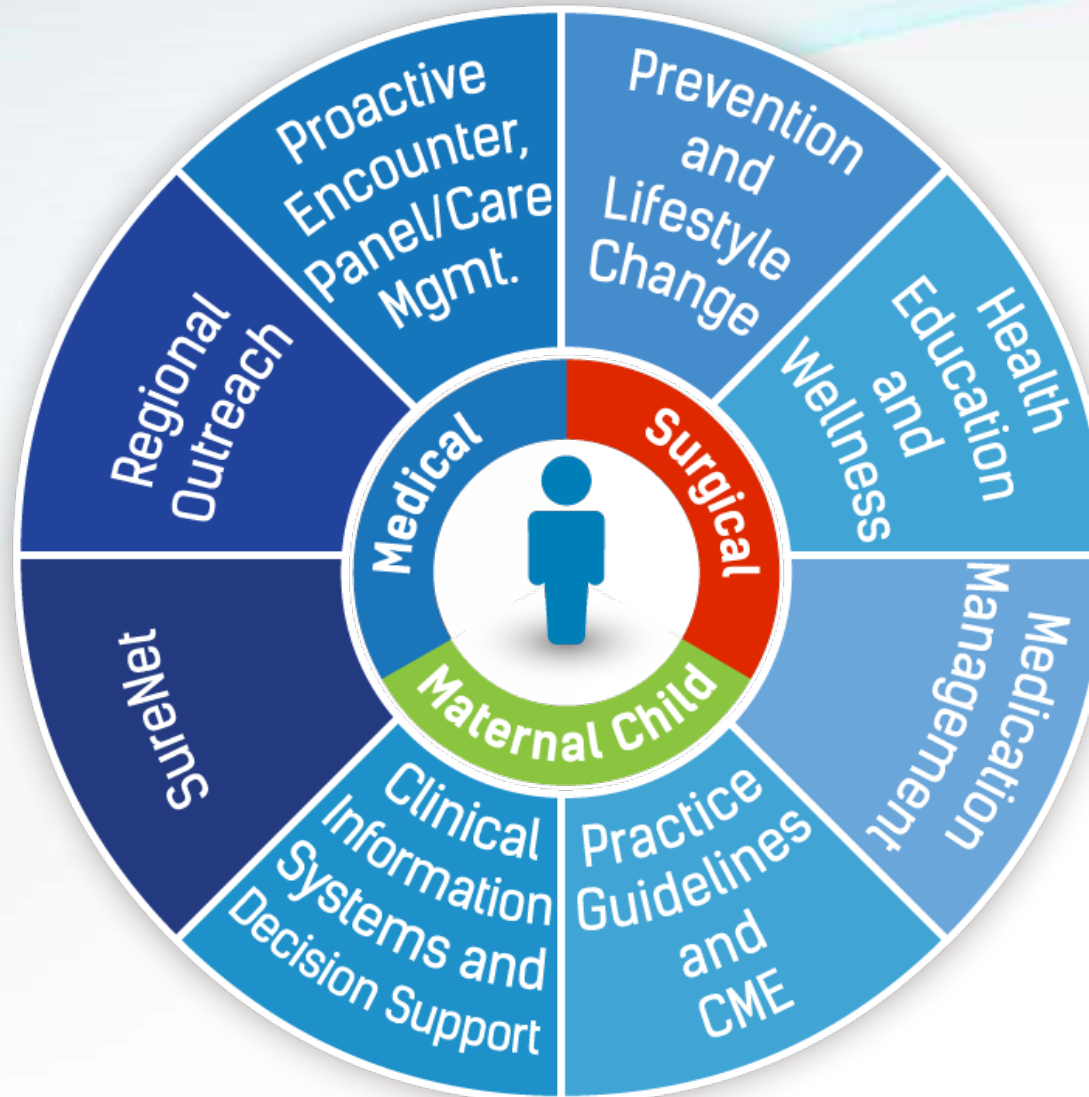 Proactive
Encounter,
Panel/Care
Mgmt.
Prevention
and
Lifestyle
Change
Health
Education
and
Wellness
Medication
Management
Practice
Guidelines
and
CME
Clinical
Information
Systems and
Decision Support
SureNet
Regional
Outreach
Medical
Surgical
Maternal Child